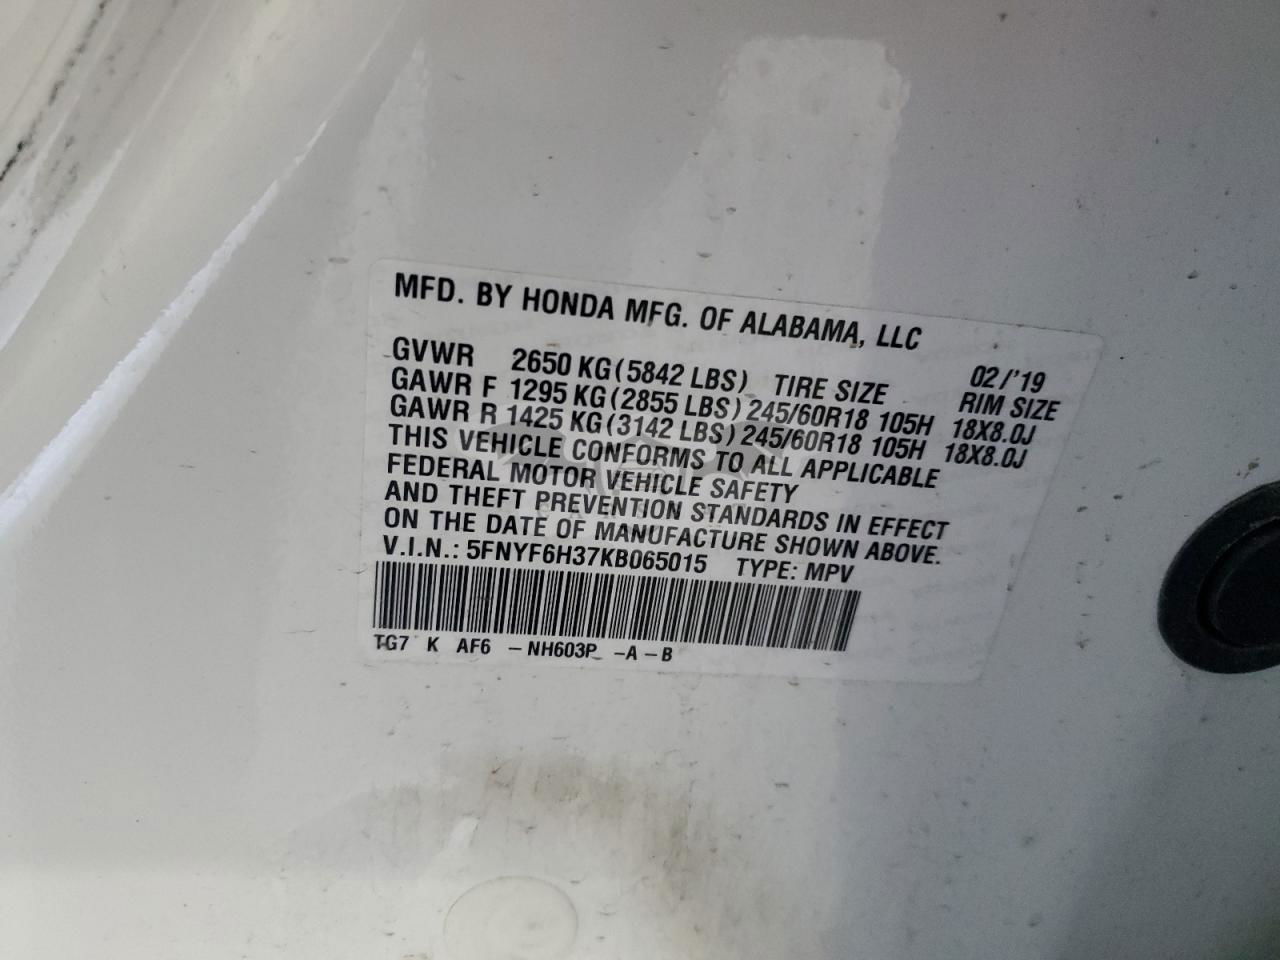 MFD. BY HONDA MFG. OF ALABAMA, LLC
02/'19
GVWR 2650 KG (5842 LBS) TIRE SIZE RIM SIZE
GAWR F 1295 KG (2855 LBS) 245/60R18 105H 18X8.0J
GAWR R 1425 KG (3142 LBS) 245/60R18 105H 18X8.0J
THIS VEHICLE CONFORMS TO ALL APPLICABLE
FEDERAL MOTOR VEHICLE SAFETY
AND THEFT PREVENTION STANDARDS IN EFFECT
ON THE DATE OF MANUFACTURE SHOWN ABOVE.
V.I.N.: 5FNYF6H37KB065015 TYPE: MPV
TG7 K AF6 -NH603P -A-B